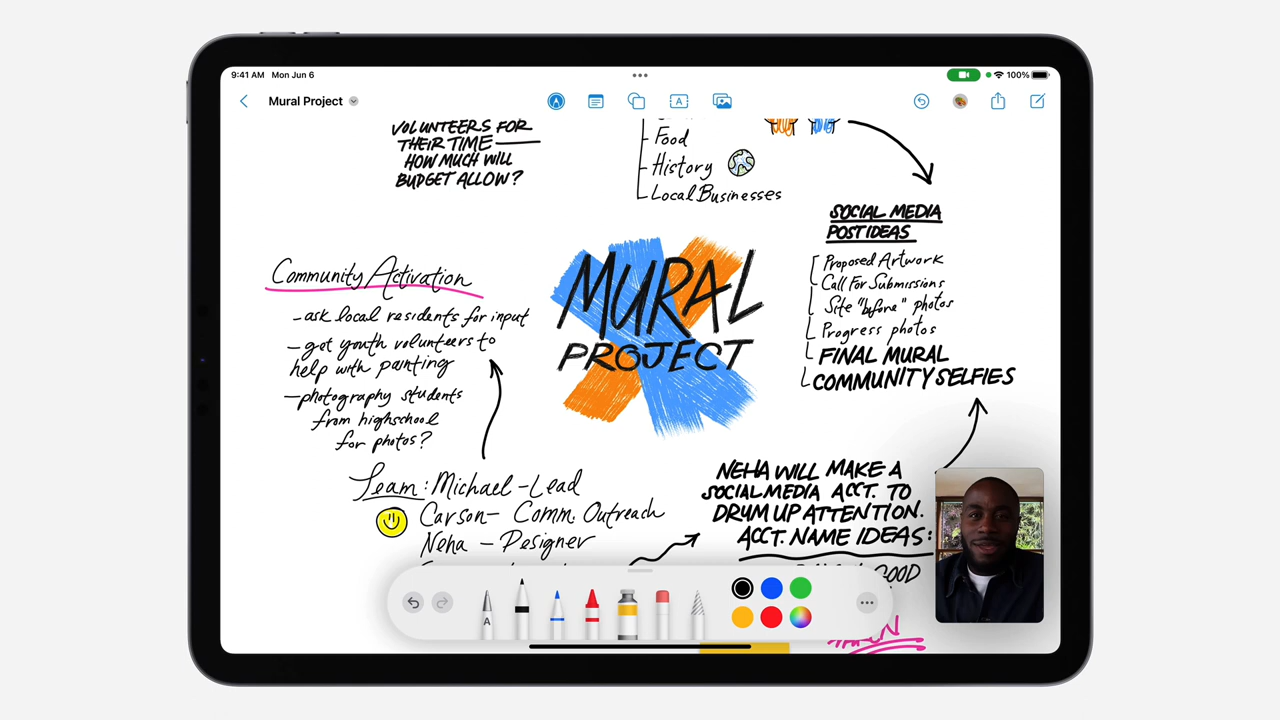 9:41 AM Mon Jun 6
100%
Mural Project
A
VOLUNTEERS FOR
THEIR TIME —
HOW MUCH WILL
BUDGET ALLOW?
Food
History
Local Businesses
SOCIAL MEDIA
POST IDEAS
Proposed Artwork
Call For Submissions
Site "before" photos
Progress photos
FINAL MURAL
COMMUNITY SELFIES
MURAL
PROJECT
Community Activation
- ask local residents for input
- got youth volunteers to
help with painting
- photography students
from highschool
for photos?
Team: Michael - Lead
Carson - Comm. Outreach
Neha - Designer
NEHA WILL MAKE A
SOCIAL MEDIA ACCT. TO
DRUM UP ATTENTION.
ACCT. NAME IDEAS:
GOOD
A